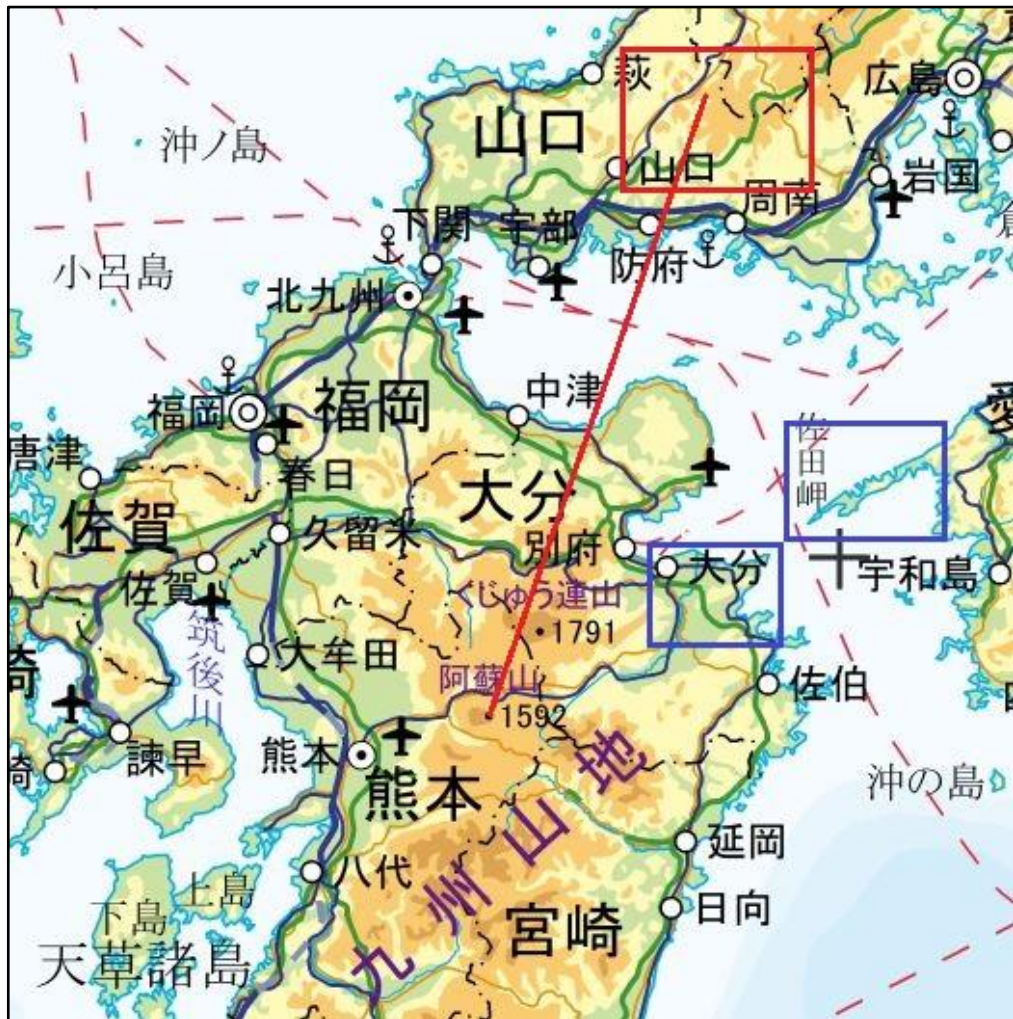 萩
広島
山口
沖ノ島
山口
岩国
周南
下関
宇部
防府
小呂島
北九州
中津
福岡
福岡
佐田岬
唐津
春日
大分
佐賀
久留米
別府
大分
佐賀
宇和島
くじゅう連山
1791
筑後川
大牟田
阿蘇山
佐伯
1592
崎
諫早
熊本
熊本
沖の島
崎
九州山地
延岡
八代
上島
下島
日向
宮崎
天草諸島